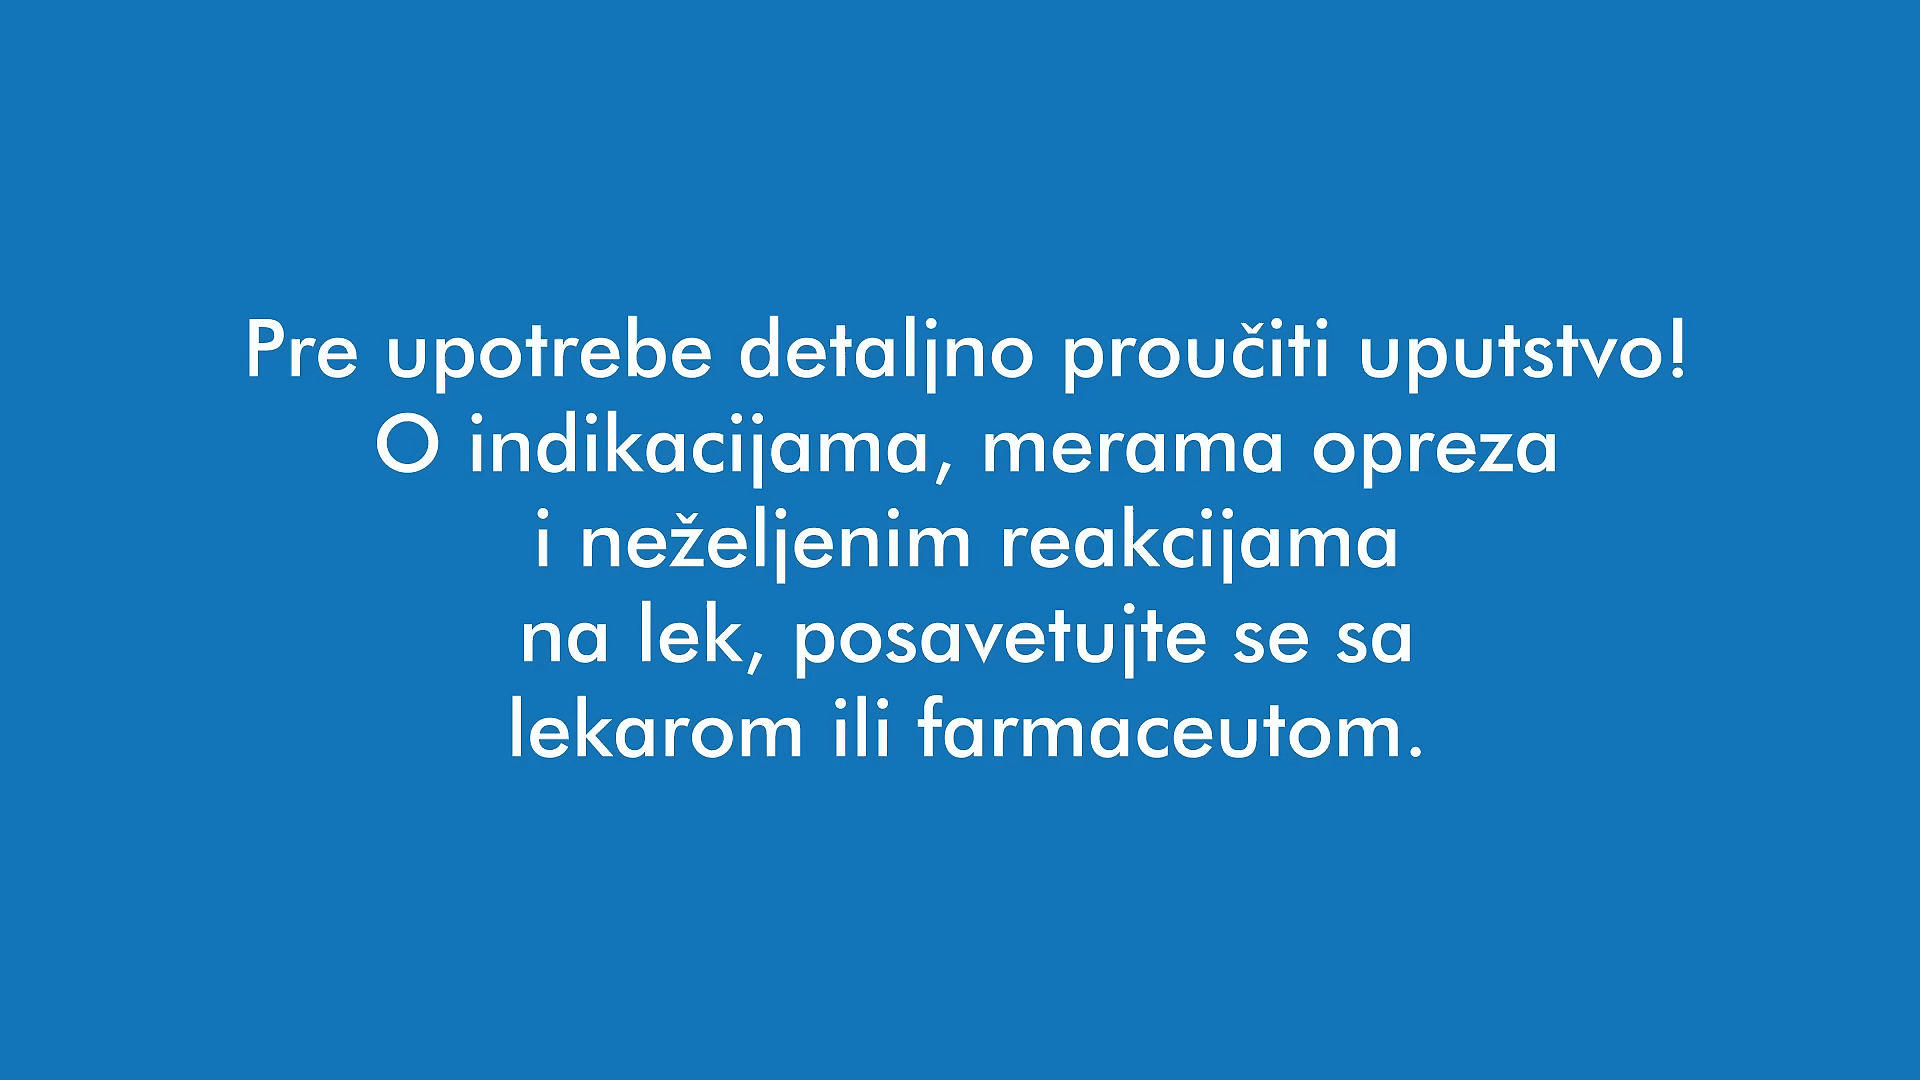 Pre upotrebe detaljno proučiti uputstvo!
O indikacijama, merama opreza
i neželjenim reakcijama
na lek, posavetujte se sa
lekarom ili farmaceutom.